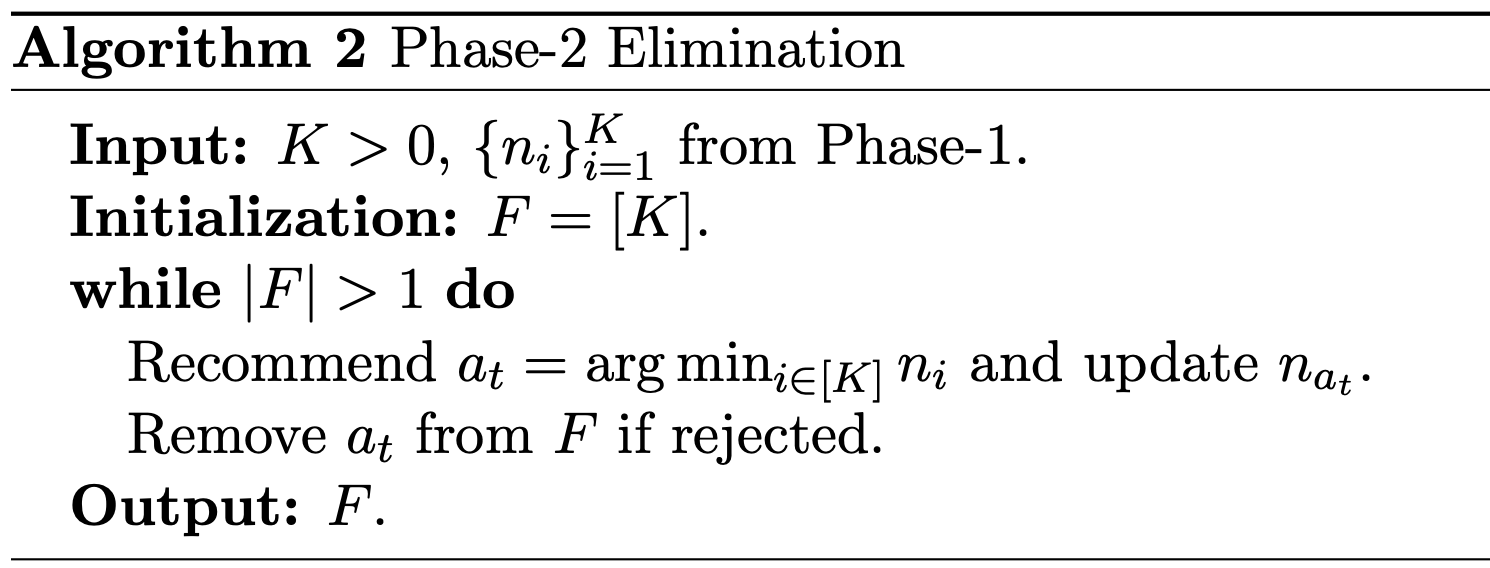 Algorithm 2 Phase-2 Elimination
Input: $K > 0$, $\{n_i\}_{i=1}^{K}$ from Phase-1.
Initialization: $F = [K]$.
while $|F| > 1$ do
Recommend $a_t = \arg\min_{i \in [K]} n_i$ and update $n_{a_t}$.
Remove $a_t$ from $F$ if rejected.
Output: $F$.